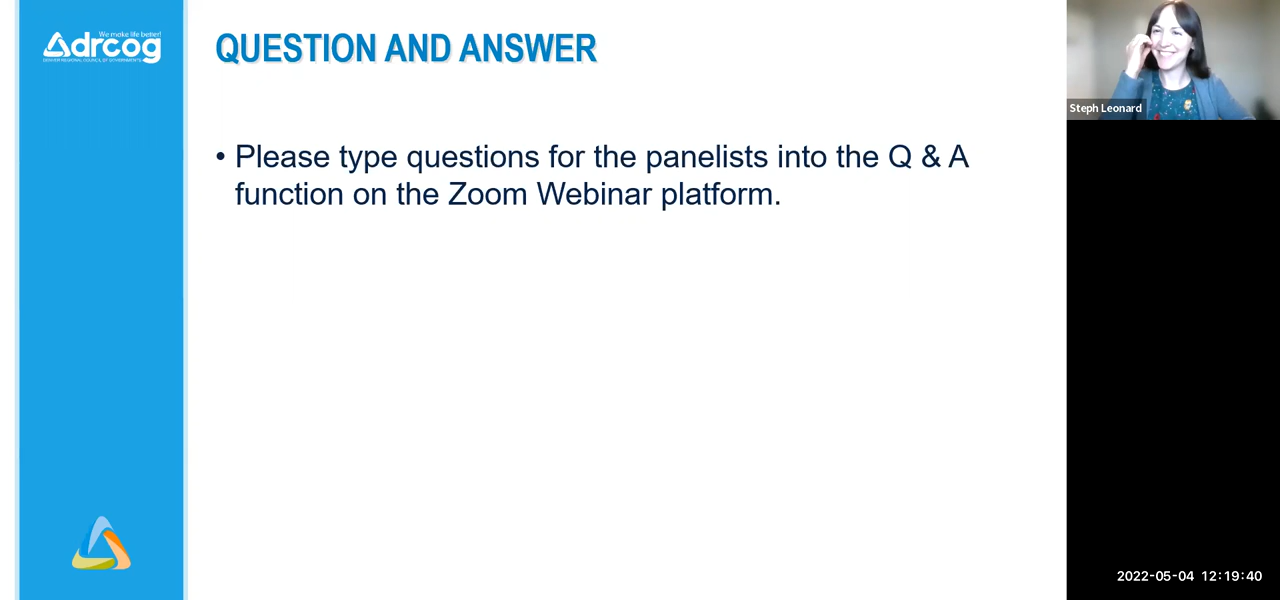 We make life better!
drcog
DENVER REGIONAL COUNCIL OF GOVERNMENTS
QUESTION AND ANSWER
• Please type questions for the panelists into the Q & A
function on the Zoom Webinar platform.
Steph Leonard
2022-05-04 12:19:40